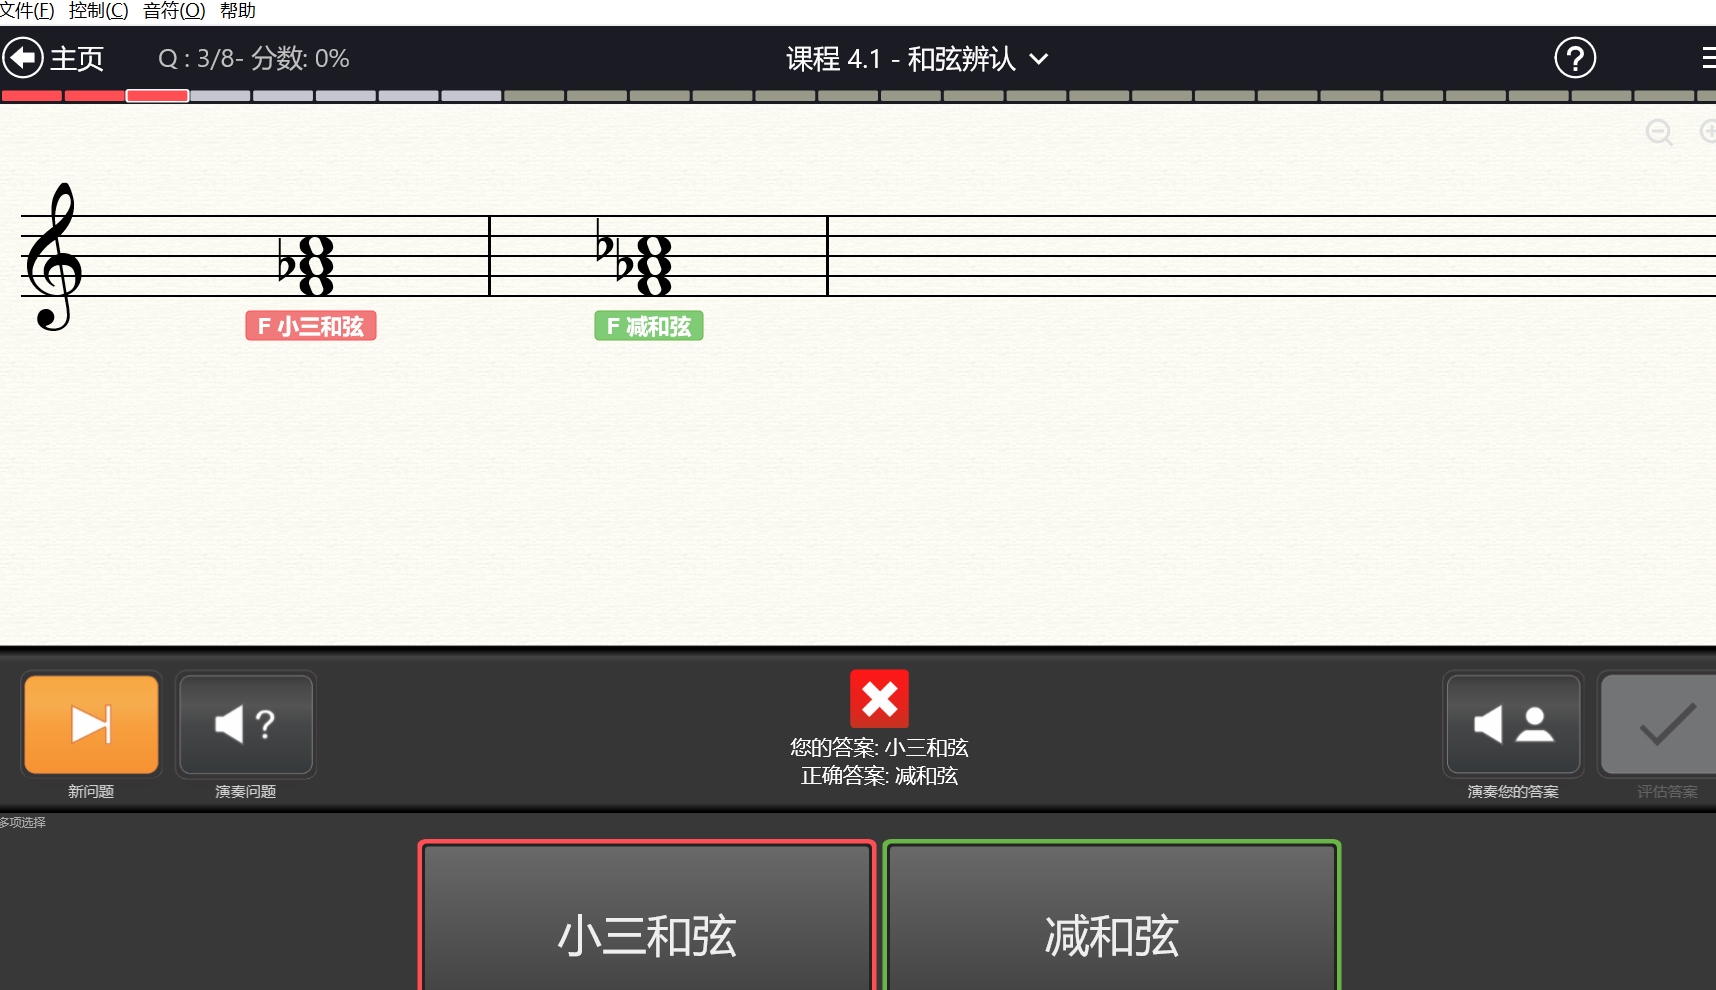 文件(F) 控制(C) 音符(O) 帮助
主页 Q : 3/8- 分数: 0% 课程 4.1 - 和弦辨认 ?
F 小三和弦 F 减和弦
?
您的答案: 小三和弦
正确答案: 减和弦
新问题 演奏问题 演奏您的答案 评估答案
多项选择
小三和弦 减和弦